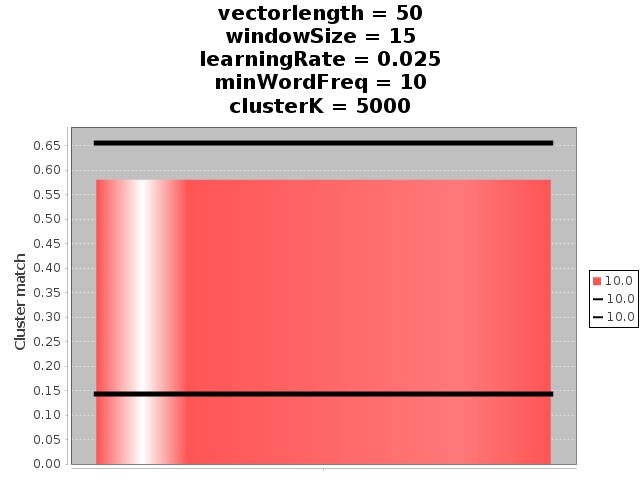 vectorlength = 50
windowSize = 15
learningRate = 0.025
minWordFreq = 10
clusterK = 5000
0.65
0.60
0.55
0.50
0.45
0.40
0.35
0.30
0.25
0.20
0.15
0.10
0.05
0.00
Cluster match
10.0
10.0
10.0